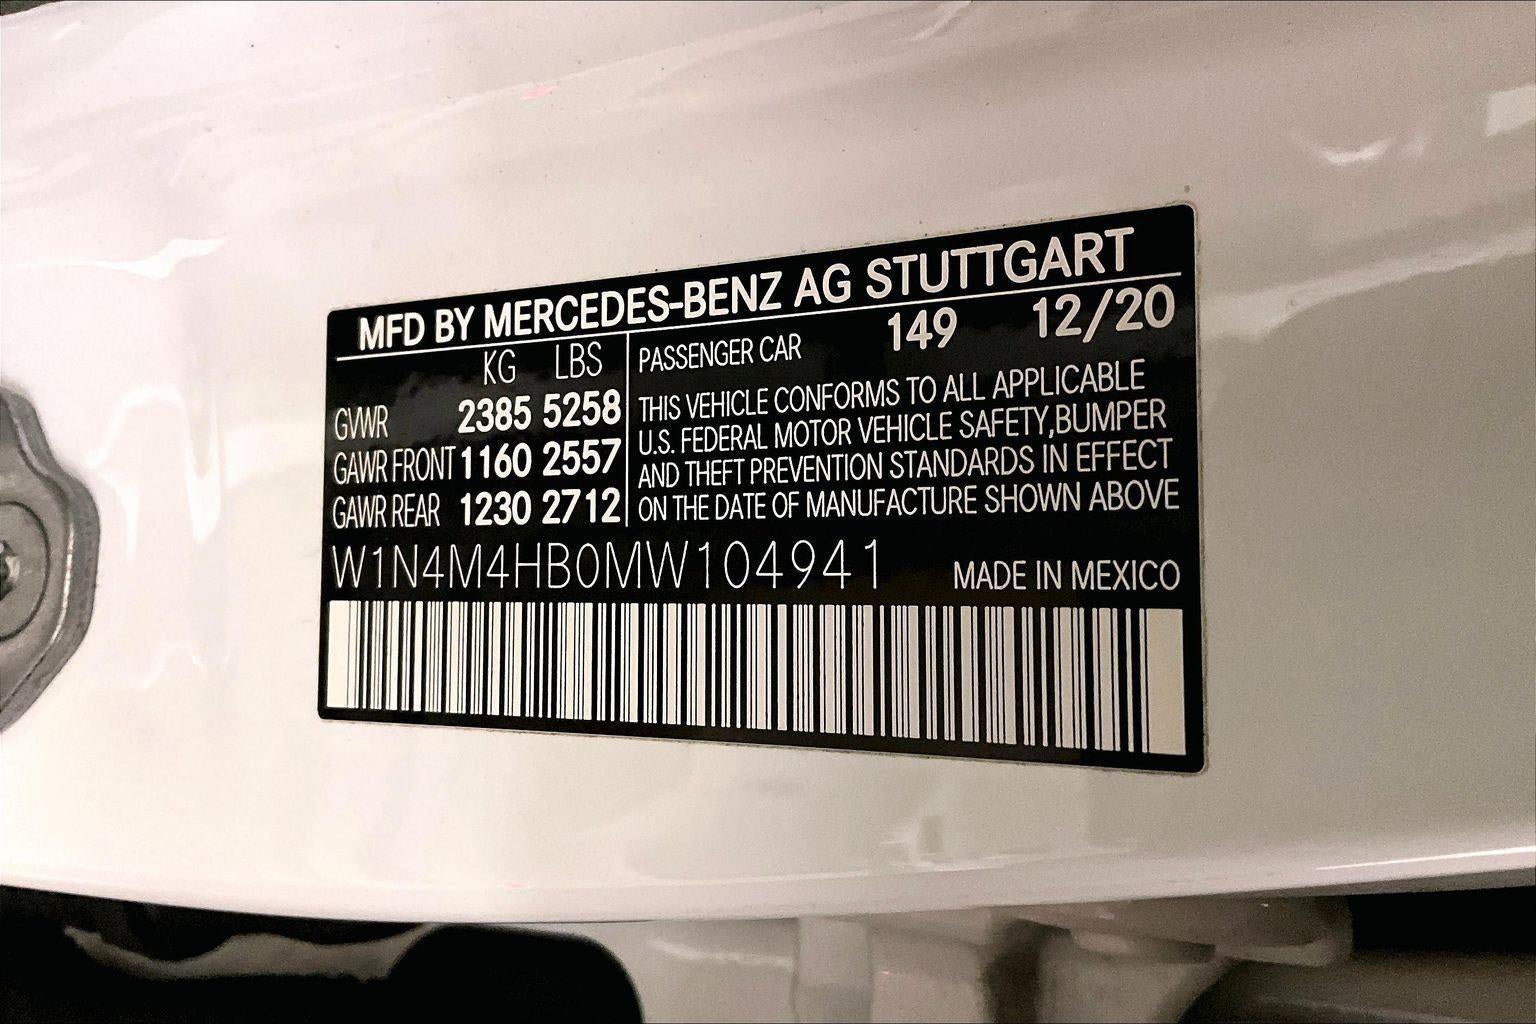 MFD BY MERCEDES-BENZ AG STUTTGART
KG LBS
GVWR 2385 5258
GAWR FRONT 1160 2557
GAWR REAR 1230 2712
PASSENGER CAR 149 12/20
THIS VEHICLE CONFORMS TO ALL APPLICABLE
U.S. FEDERAL MOTOR VEHICLE SAFETY,BUMPER
AND THEFT PREVENTION STANDARDS IN EFFECT
ON THE DATE OF MANUFACTURE SHOWN ABOVE
W1N4M4HB0MW104941 MADE IN MEXICO